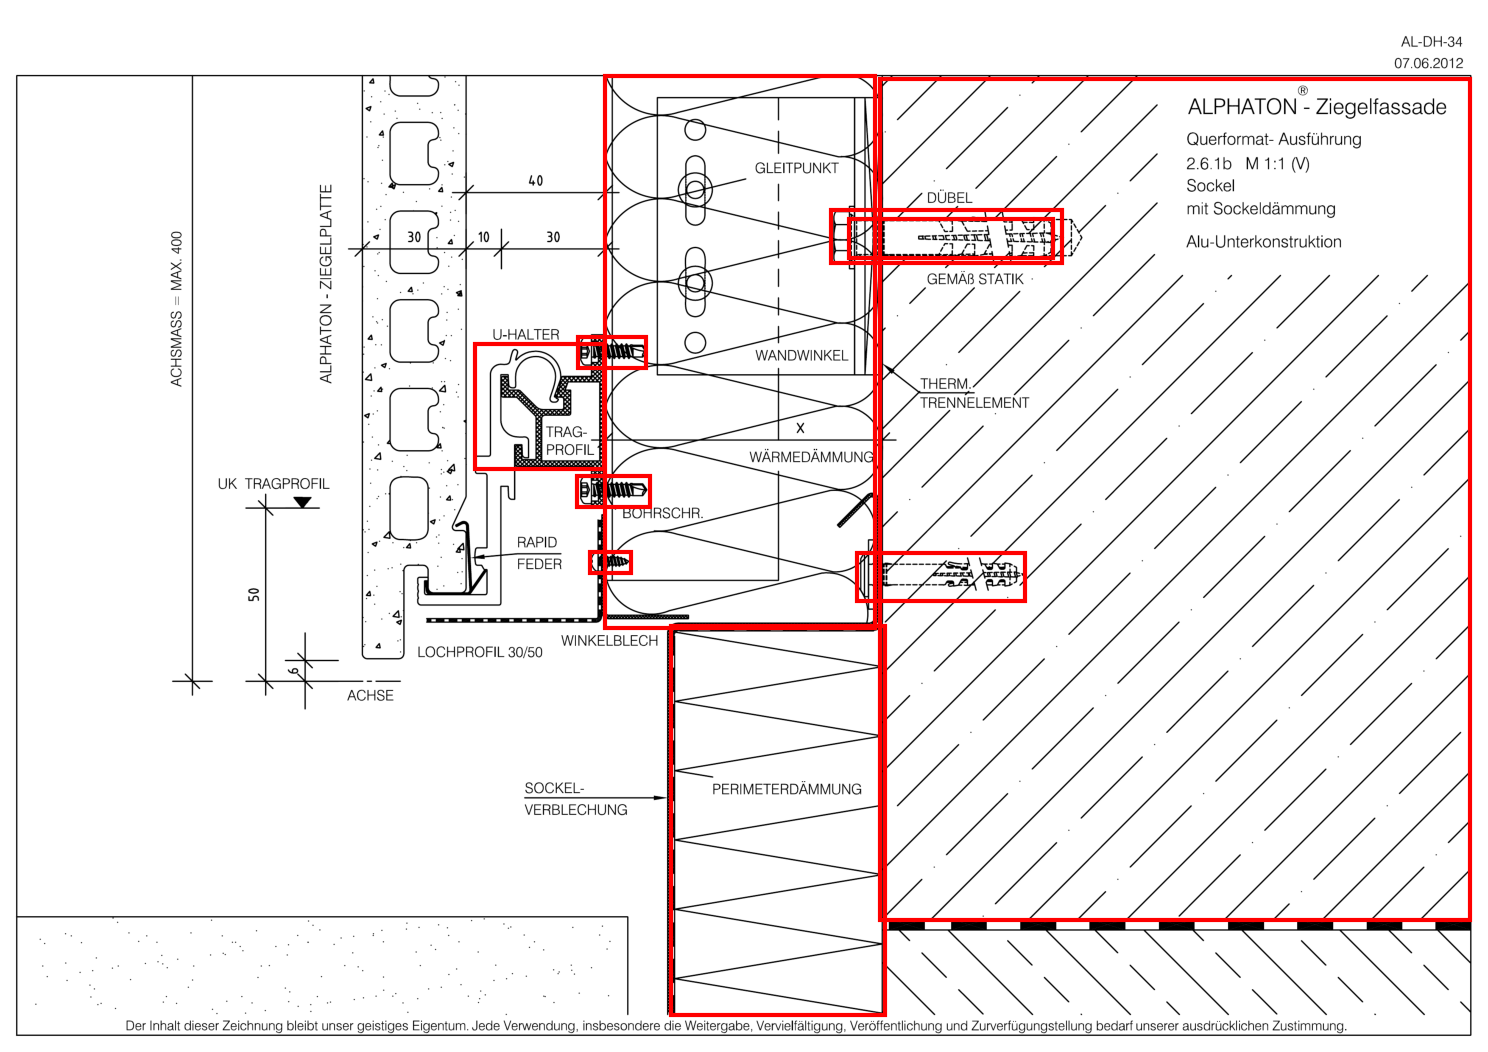 AL-DH-34
07.06.2012
®
ALPHATON - Ziegelfassade
Querformat- Ausführung
2.6.1b M 1:1 (V)
Sockel
mit Sockeldämmung
Alu-Unterkonstruktion
ACHSMASS = MAX. 400
ALPHATON - ZIEGELPLATTE
40
30
10
30
GLEITPUNKT
DÜBEL
GEMÄß STATIK
U-HALTER
WANDWINKEL
THERM.
TRENNELEMENT
TRAG-
PROFIL
X
WÄRMEDÄMMUNG
UK TRAGPROFIL
BOHRSCHR.
RAPID
FEDER
50
6
WINKELBLECH
LOCHPROFIL 30/50
ACHSE
SOCKEL-
VERBLECHUNG
PERIMETERDÄMMUNG
Der Inhalt dieser Zeichnung bleibt unser geistiges Eigentum. Jede Verwendung, insbesondere die Weitergabe, Vervielfältigung, Veröffentlichung und Zurverfügungstellung bedarf unserer ausdrücklichen Zustimmung.